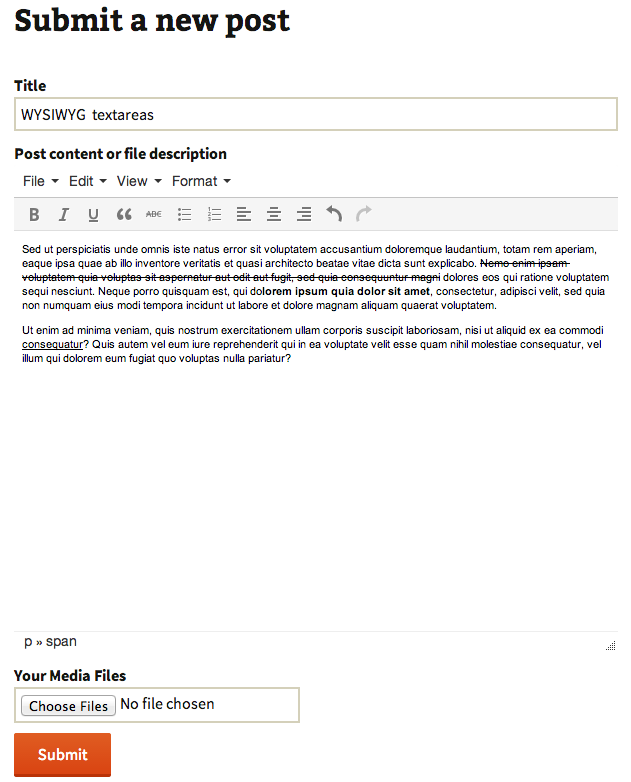 Submit a new post
Title
WYSIWYG textareas
Post content or file description
File Edit View Format
B I U ABC
Sed ut perspiciatis unde omnis iste natus error sit voluptatem accusantium doloremque laudantium, totam rem aperiam,
eaque ipsa quae ab illo inventore veritatis et quasi architecto beatae vitae dicta sunt explicabo. Nemo enim ipsam
voluptatem quia voluptas sit aspernatur aut odit aut fugit, sed quia consequuntur magni dolores eos qui ratione voluptatem
sequi nesciunt. Neque porro quisquam est, qui dolorem ipsum quia dolor sit amet, consectetur, adipisci velit, sed quia
non numquam eius modi tempora incidunt ut labore et dolore magnam aliquam quaerat voluptatem.
Ut enim ad minima veniam, quis nostrum exercitationem ullam corporis suscipit laboriosam, nisi ut aliquid ex ea commodi
consequatur? Quis autem vel eum iure reprehenderit qui in ea voluptate velit esse quam nihil molestiae consequatur, vel
illum qui dolorem eum fugiat quo voluptas nulla pariatur?
p » span
Your Media Files
Choose Files No file chosen
Submit